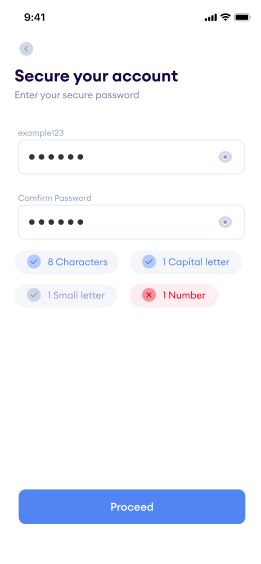 9:41
Secure your account
Enter your secure password
example123
●●●●●●
Comfirm Password
●●●●●●
8 Characters
1 Capital letter
1 Small letter
1 Number
Proceed